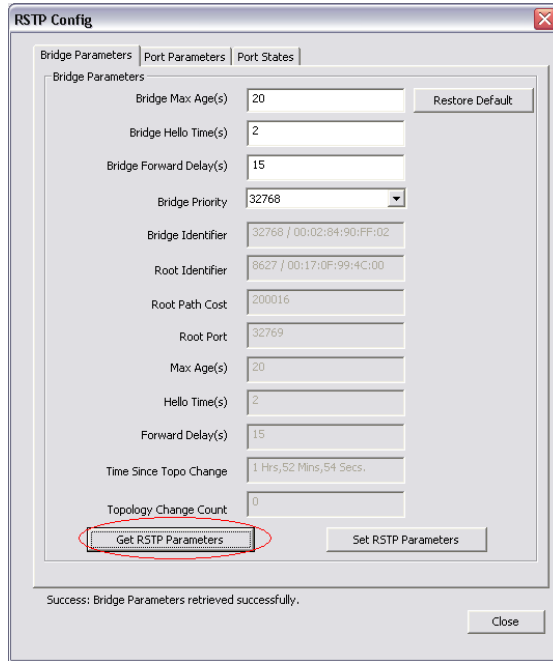 RSTP Config
Bridge Parameters Port Parameters Port States
Bridge Parameters
Bridge Max Age(s) 20 Restore Default
Bridge Hello Time(s) 2
Bridge Forward Delay(s) 15
Bridge Priority 32768
Bridge Identifier 32768 / 00:02:84:90:FF:02
Root Identifier 8627 / 00:17:0F:99:4C:00
Root Path Cost 200016
Root Port 32769
Max Age(s) 20
Hello Time(s) 2
Forward Delay(s) 15
Time Since Topo Change 1 Hrs,52 Mins,54 Secs.
Topology Change Count 0
Get RSTP Parameters Set RSTP Parameters
Success: Bridge Parameters retrieved successfully.
Close